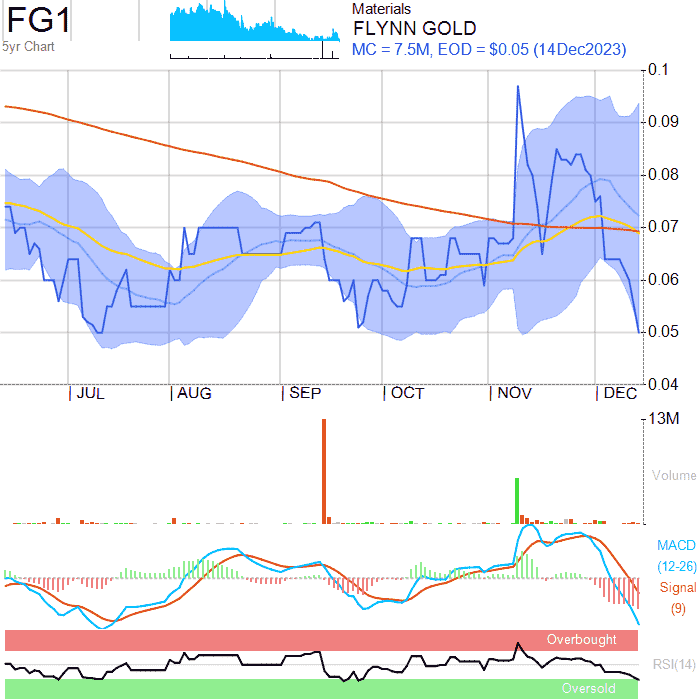 FG1
5yr Chart
Materials
FLYNN GOLD
MC = 7.5M, EOD = $0.05 (14Dec2023)
0.1
0.09
0.08
0.07
0.06
0.05
0.04
JUL AUG SEP OCT NOV DEC
13M
Volume
MACD
(12-26)
Signal
(9)
Overbought
RSI(14)
Oversold